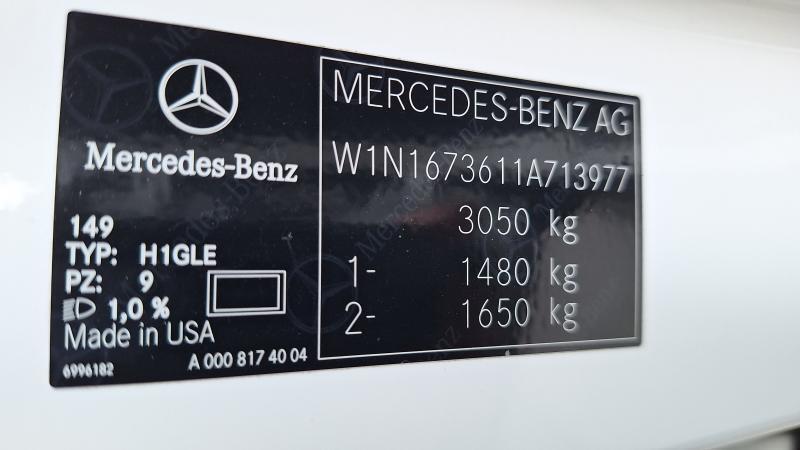 Mercedes-Benz
149
TYP: H1GLE
PZ: 9
1,0 %
Made in USA
6996182
A 000 817 40 04
MERCEDES-BENZ AG
W1N1673611A713977
3050 kg
1- 1480 kg
2- 1650 kg